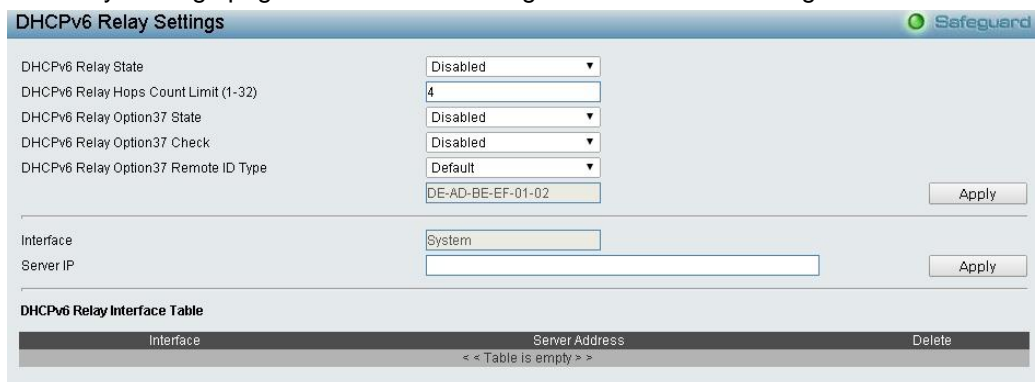 DHCPv6 Relay Settings
Safeguard
DHCPv6 Relay State Disabled
DHCPv6 Relay Hops Count Limit (1-32) 4
DHCPv6 Relay Option37 State Disabled
DHCPv6 Relay Option37 Check Disabled
DHCPv6 Relay Option37 Remote ID Type Default
DE-AD-BE-EF-01-02 Apply
Interface System
Server IP Apply
DHCPv6 Relay Interface Table
Interface Server Address Delete
< < Table is empty > >